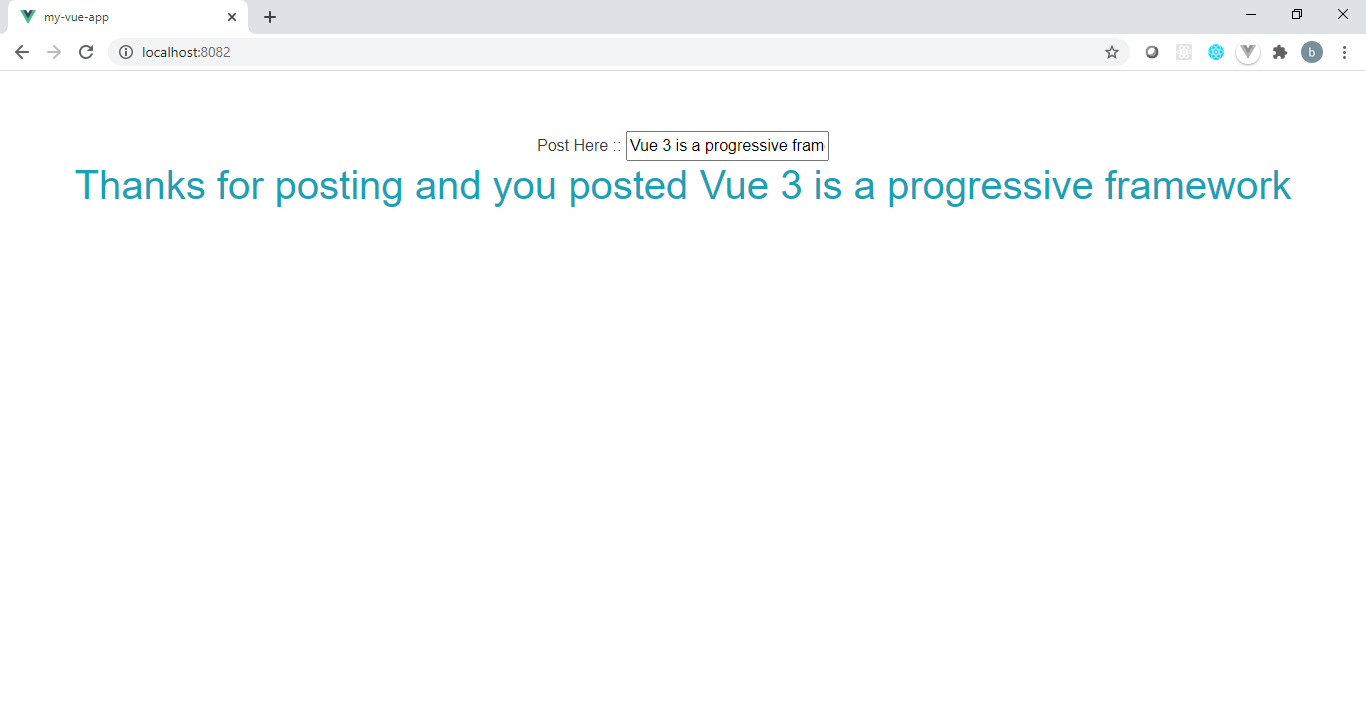 my-vue-app
localhost:8082
b
Post Here :: Vue 3 is a progressive fram
Thanks for posting and you posted Vue 3 is a progressive framework